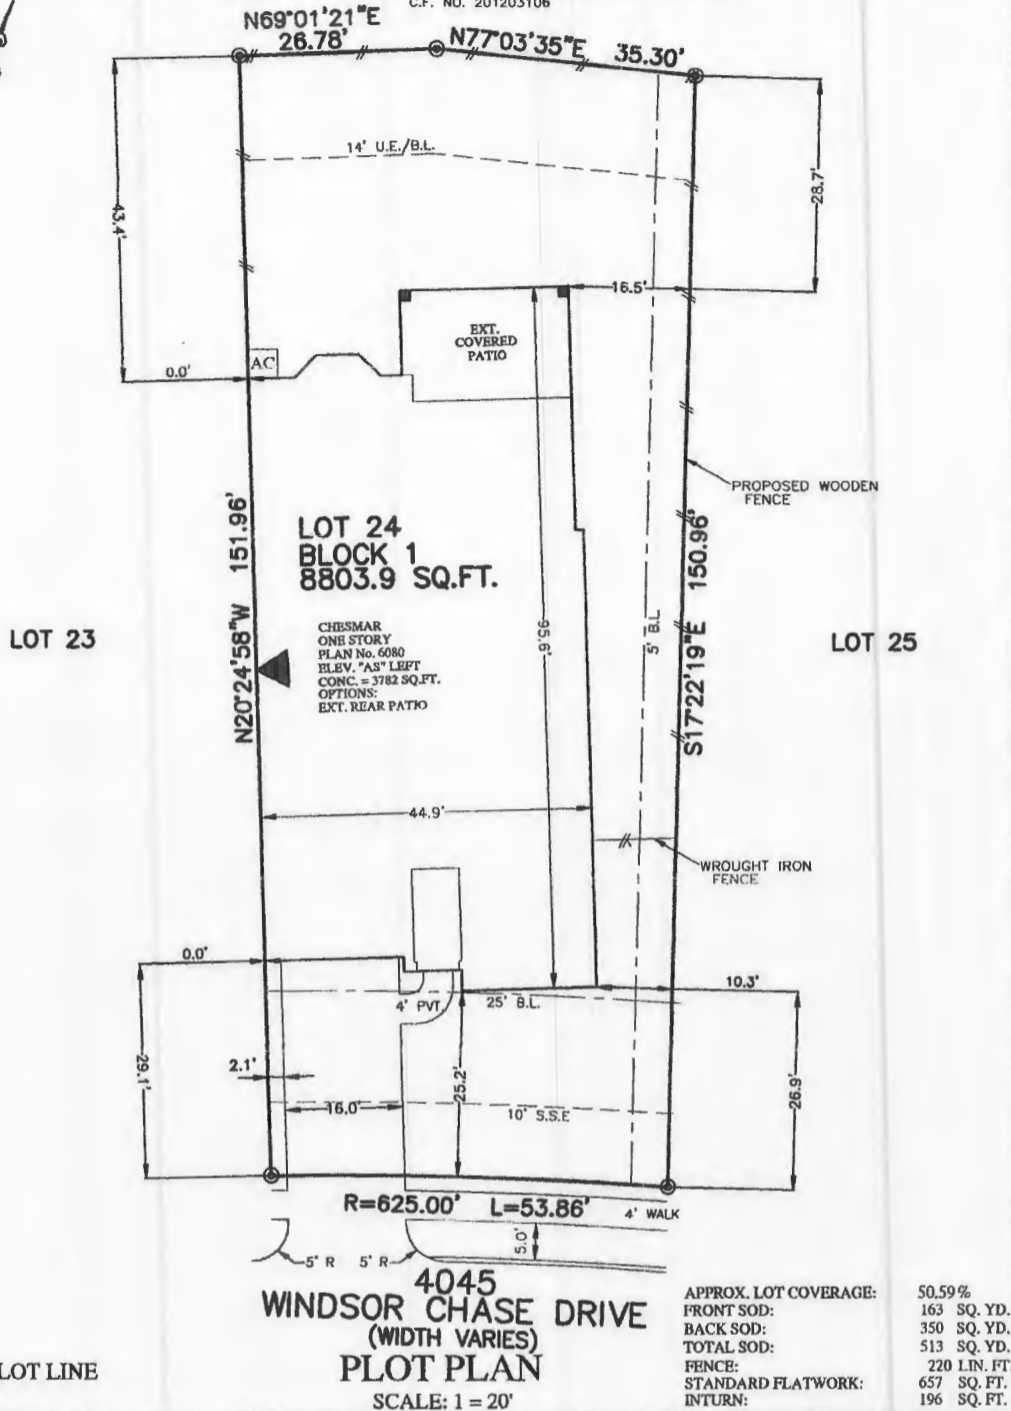 C.F. NO. 201203106
N69°01'21"E
26.78'
N77°03'35"E 35.30'
14' U.E./B.L.
43.4'
28.7'
16.5'
EXT.
COVERED
PATIO
AC
0.0'
PROPOSED WOODEN
FENCE
N20°24'58"W 151.96'
LOT 24
BLOCK 1
8803.9 SQ.FT.
S17°22'19"E 150.96'
LOT 23
CHESMAR
ONE STORY
PLAN No. 6080
ELEV. "AS" LEFT
CONC. = 3782 SQ.FT.
OPTIONS:
EXT. REAR PATIO
95.6'
5' B.L
LOT 25
44.9'
WROUGHT IRON
FENCE
0.0'
10.3'
4' PVT.
25' B.L.
29.1'
2.1'
16.0'
25.2'
10' S.S.E
26.9'
R=625.00' L=53.86'
4' WALK
5' R 5' R
5.0'
4045
WINDSOR CHASE DRIVE
(WIDTH VARIES)
PLOT PLAN
SCALE: 1 = 20'
LOT LINE
APPROX. LOT COVERAGE: 50.59%
FRONT SOD: 163 SQ. YD.
BACK SOD: 350 SQ. YD.
TOTAL SOD: 513 SQ. YD.
FENCE: 220 LIN. FT.
STANDARD FLATWORK: 657 SQ. FT.
INTURN: 196 SQ. FT.